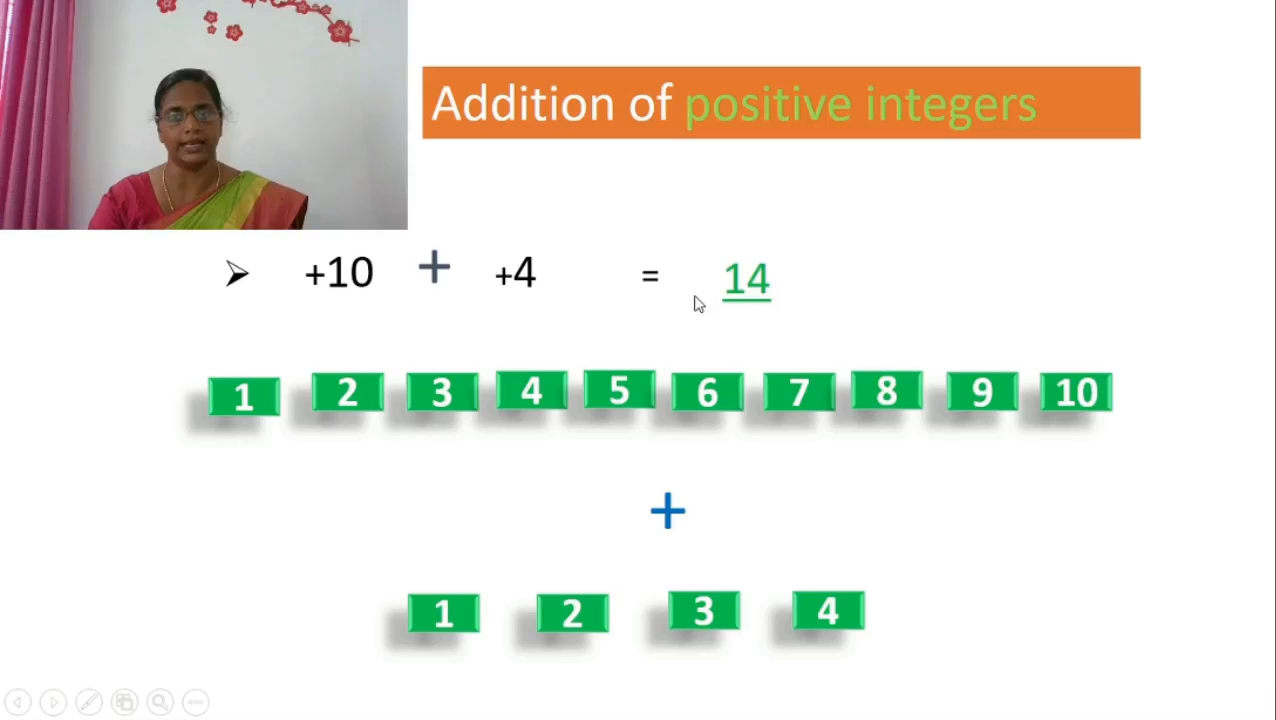 Addition of positive integers
➢ +10 + +4 = 14
1 2 3 4 5 6 7 8 9 10
+
1 2 3 4